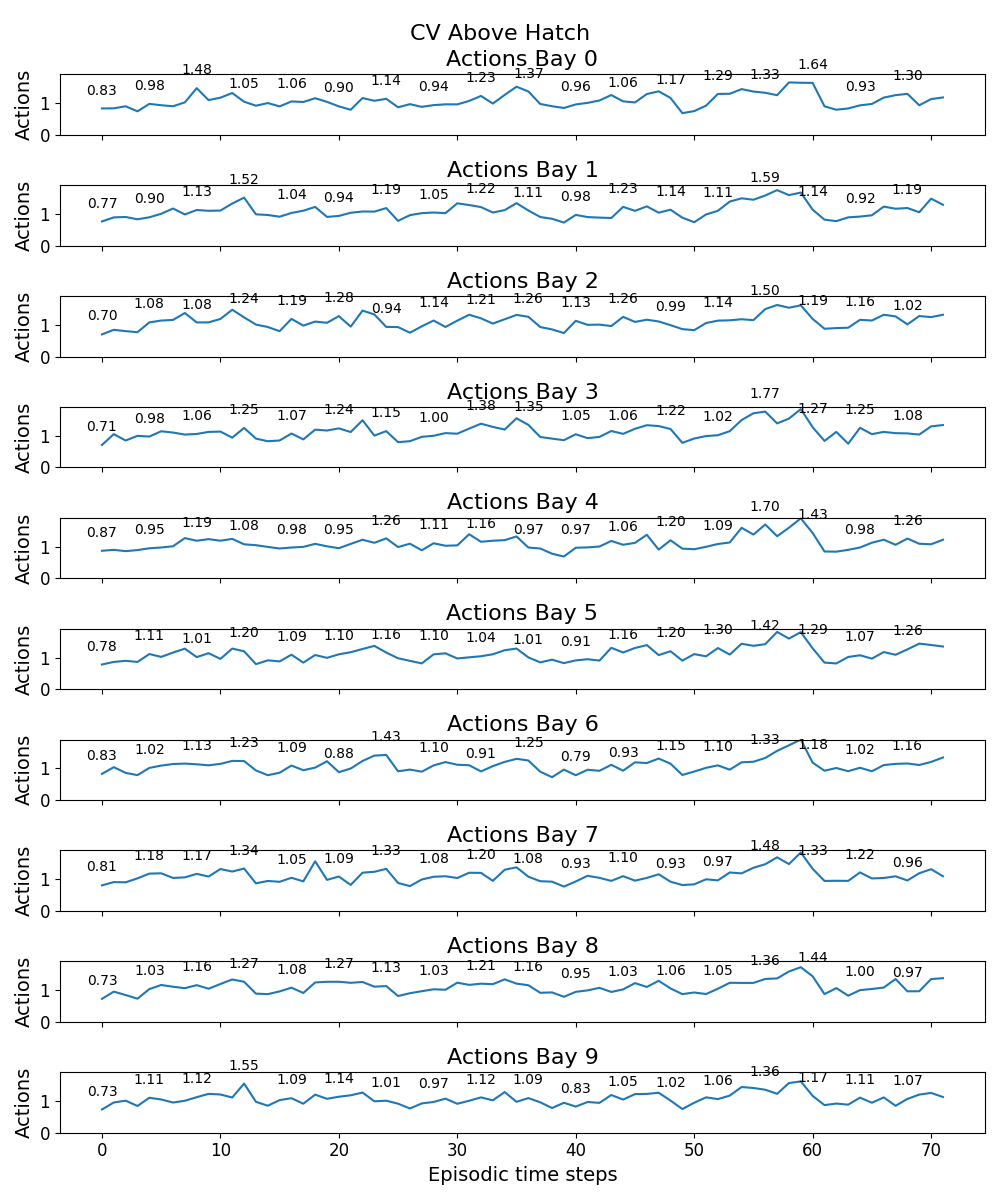 CV Above Hatch
Actions Bay 0
Actions
1
0
0.83 0.98 1.48 1.05 1.06 0.90 1.14 0.94 1.23 1.37 0.96 1.06 1.17 1.29 1.33 1.64 0.93 1.30
Actions Bay 1
Actions
1
0
0.77 0.90 1.13 1.52 1.04 0.94 1.19 1.05 1.22 1.11 0.98 1.23 1.14 1.11 1.59 1.14 0.92 1.19
Actions Bay 2
Actions
1
0
0.70 1.08 1.08 1.24 1.19 1.28 0.94 1.14 1.21 1.26 1.13 1.26 0.99 1.14 1.50 1.19 1.16 1.02
Actions Bay 3
Actions
1
0
0.71 0.98 1.06 1.25 1.07 1.24 1.15 1.00 1.38 1.35 1.05 1.06 1.22 1.02 1.77 1.27 1.25 1.08
Actions Bay 4
Actions
1
0
0.87 0.95 1.19 1.08 0.98 0.95 1.26 1.11 1.16 0.97 0.97 1.06 1.20 1.09 1.70 1.43 0.98 1.26
Actions Bay 5
Actions
1
0
0.78 1.11 1.01 1.20 1.09 1.10 1.16 1.10 1.04 1.01 0.91 1.16 1.20 1.30 1.42 1.29 1.07 1.26
Actions Bay 6
Actions
1
0
0.83 1.02 1.13 1.23 1.09 0.88 1.43 1.10 0.91 1.25 0.79 0.93 1.15 1.10 1.33 1.18 1.02 1.16
Actions Bay 7
Actions
1
0
0.81 1.18 1.17 1.34 1.05 1.09 1.33 1.08 1.20 1.08 0.93 1.10 0.93 0.97 1.48 1.33 1.22 0.96
Actions Bay 8
Actions
1
0
0.73 1.03 1.16 1.27 1.08 1.27 1.13 1.03 1.21 1.16 0.95 1.03 1.06 1.05 1.36 1.44 1.00 0.97
Actions Bay 9
Actions
1
0
0.73 1.11 1.12 1.55 1.09 1.14 1.01 0.97 1.12 1.09 0.83 1.05 1.02 1.06 1.36 1.17 1.11 1.07
0 10 20 30 40 50 60 70
Episodic time steps